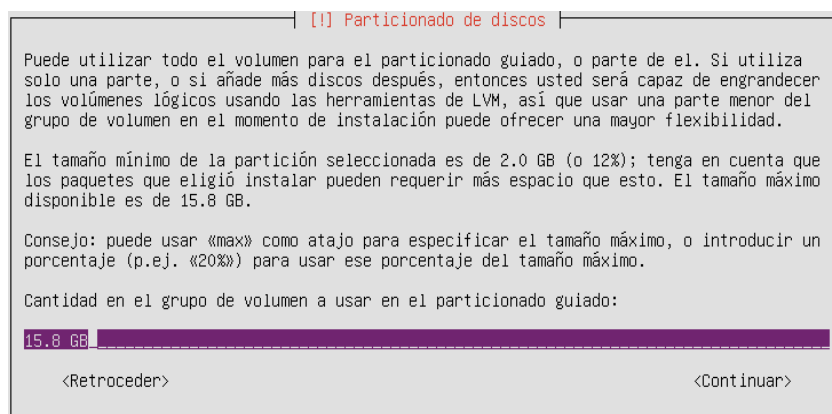 [!] Particionado de discos
Puede utilizar todo el volumen para el particionado guiado, o parte de el. Si utiliza
solo una parte, o si añade más discos después, entonces usted será capaz de engrandecer
los volúmenes lógicos usando las herramientas de LVM, así que usar una parte menor del
grupo de volumen en el momento de instalación puede ofrecer una mayor flexibilidad.
El tamaño mínimo de la partición seleccionada es de 2.0 GB (o 12%); tenga en cuenta que
los paquetes que eligió instalar pueden requerir más espacio que esto. El tamaño máximo
disponible es de 15.8 GB.
Consejo: puede usar «max» como atajo para especificar el tamaño máximo, o introducir un
porcentaje (p.ej. «20%») para usar ese porcentaje del tamaño máximo.
Cantidad en el grupo de volumen a usar en el particionado guiado:
15.8 GB
<Retroceder> <Continuar>